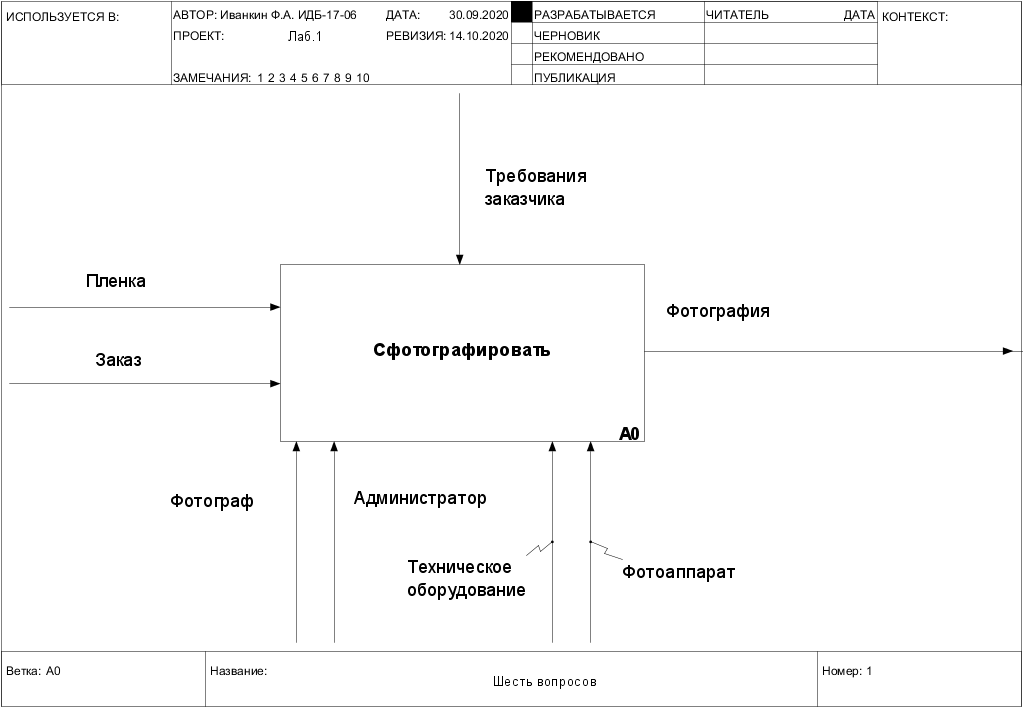 ИСПОЛЬЗУЕТСЯ В:
АВТОР: Иванкин Ф.А. ИДБ-17-06
ДАТА: 30.09.2020
ПРОЕКТ: Лаб.1
РЕВИЗИЯ: 14.10.2020
ЗАМЕЧАНИЯ: 1 2 3 4 5 6 7 8 9 10
РАЗРАБАТЫВАЕТСЯ
ЧЕРНОВИК
РЕКОМЕНДОВАНО
ПУБЛИКАЦИЯ
ЧИТАТЕЛЬ ДАТА
КОНТЕКСТ:
Требования
заказчика
Пленка
Заказ
Сфотографировать
A0
Фотография
Фотограф
Администратор
Техническое
оборудование
Фотоаппарат
Ветка: A0
Название:
Шесть вопросов
Номер: 1